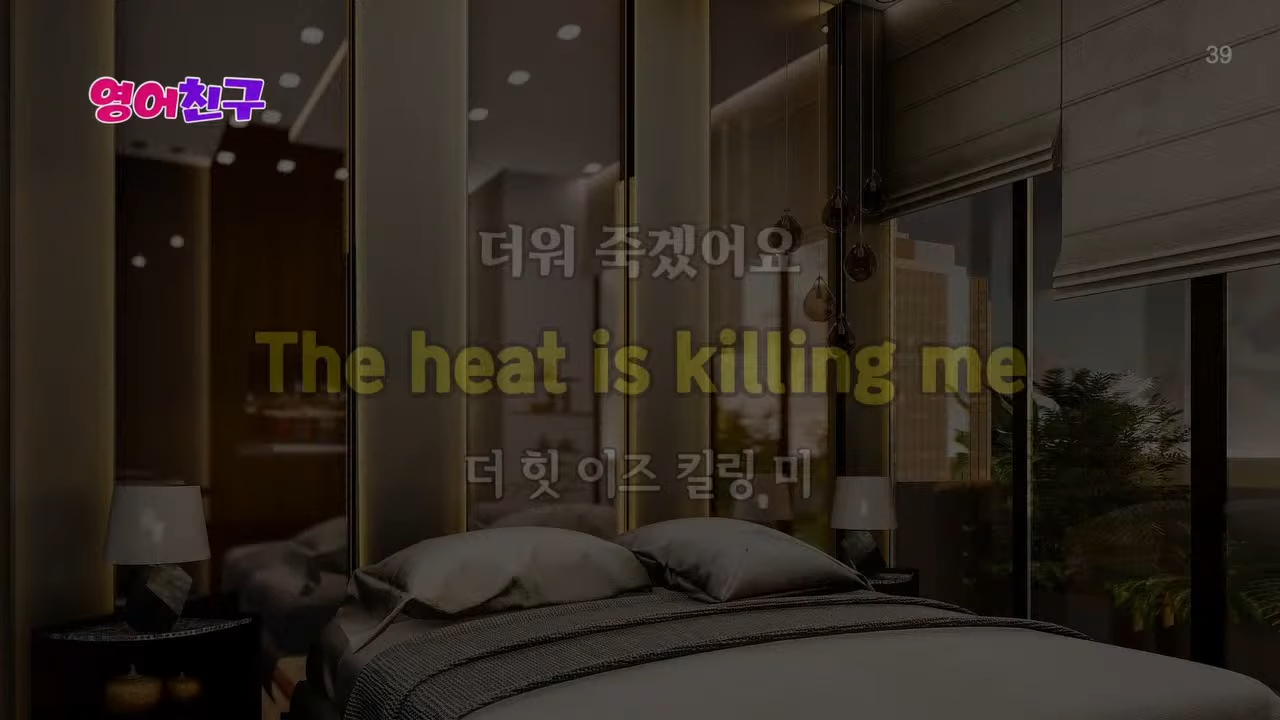 영어친구
39
더워 죽겠어요
The heat is killing me
더 힛 이즈 킬링 미